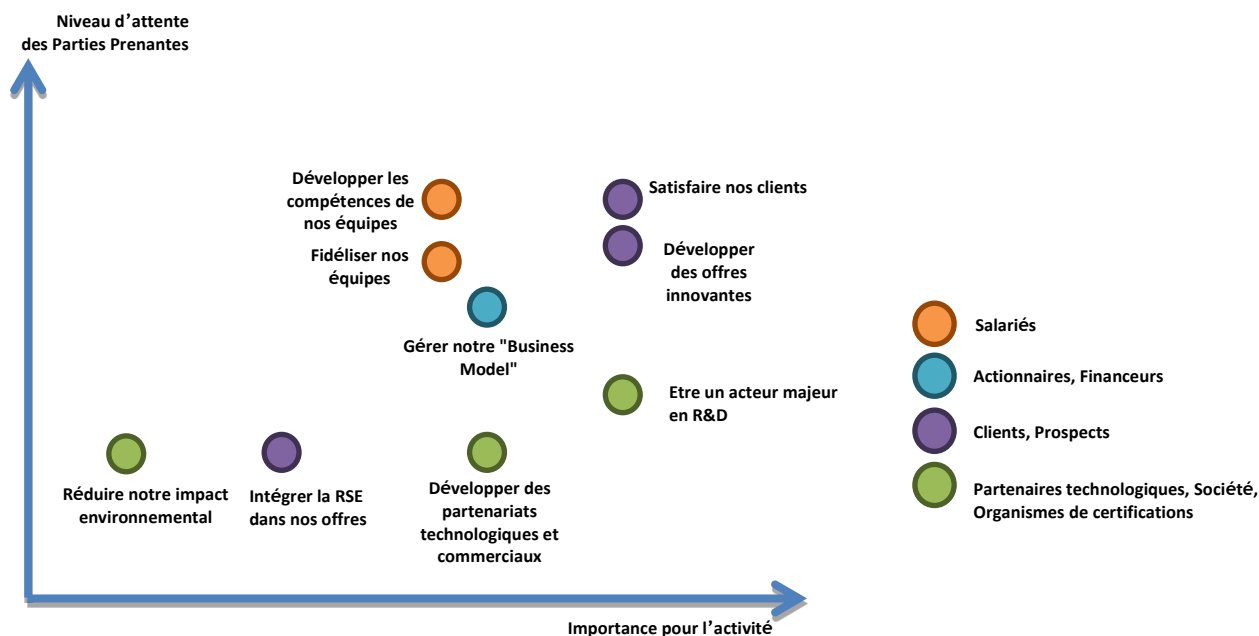 Niveau d'attente
des Parties Prenantes
Développer les
compétences de
nos équipes
Satisfaire nos clients
Fidéliser nos
équipes
Développer
des offres
innovantes
Gérer notre "Business
Model"
Etre un acteur majeur
en R&D
Réduire notre impact
environnemental
Intégrer la RSE
dans nos offres
Développer des
partenariats
technologiques et
commerciaux
Importance pour l'activité
Salariés
Actionnaires, Financeurs
Clients, Prospects
Partenaires technologiques, Société,
Organismes de certifications